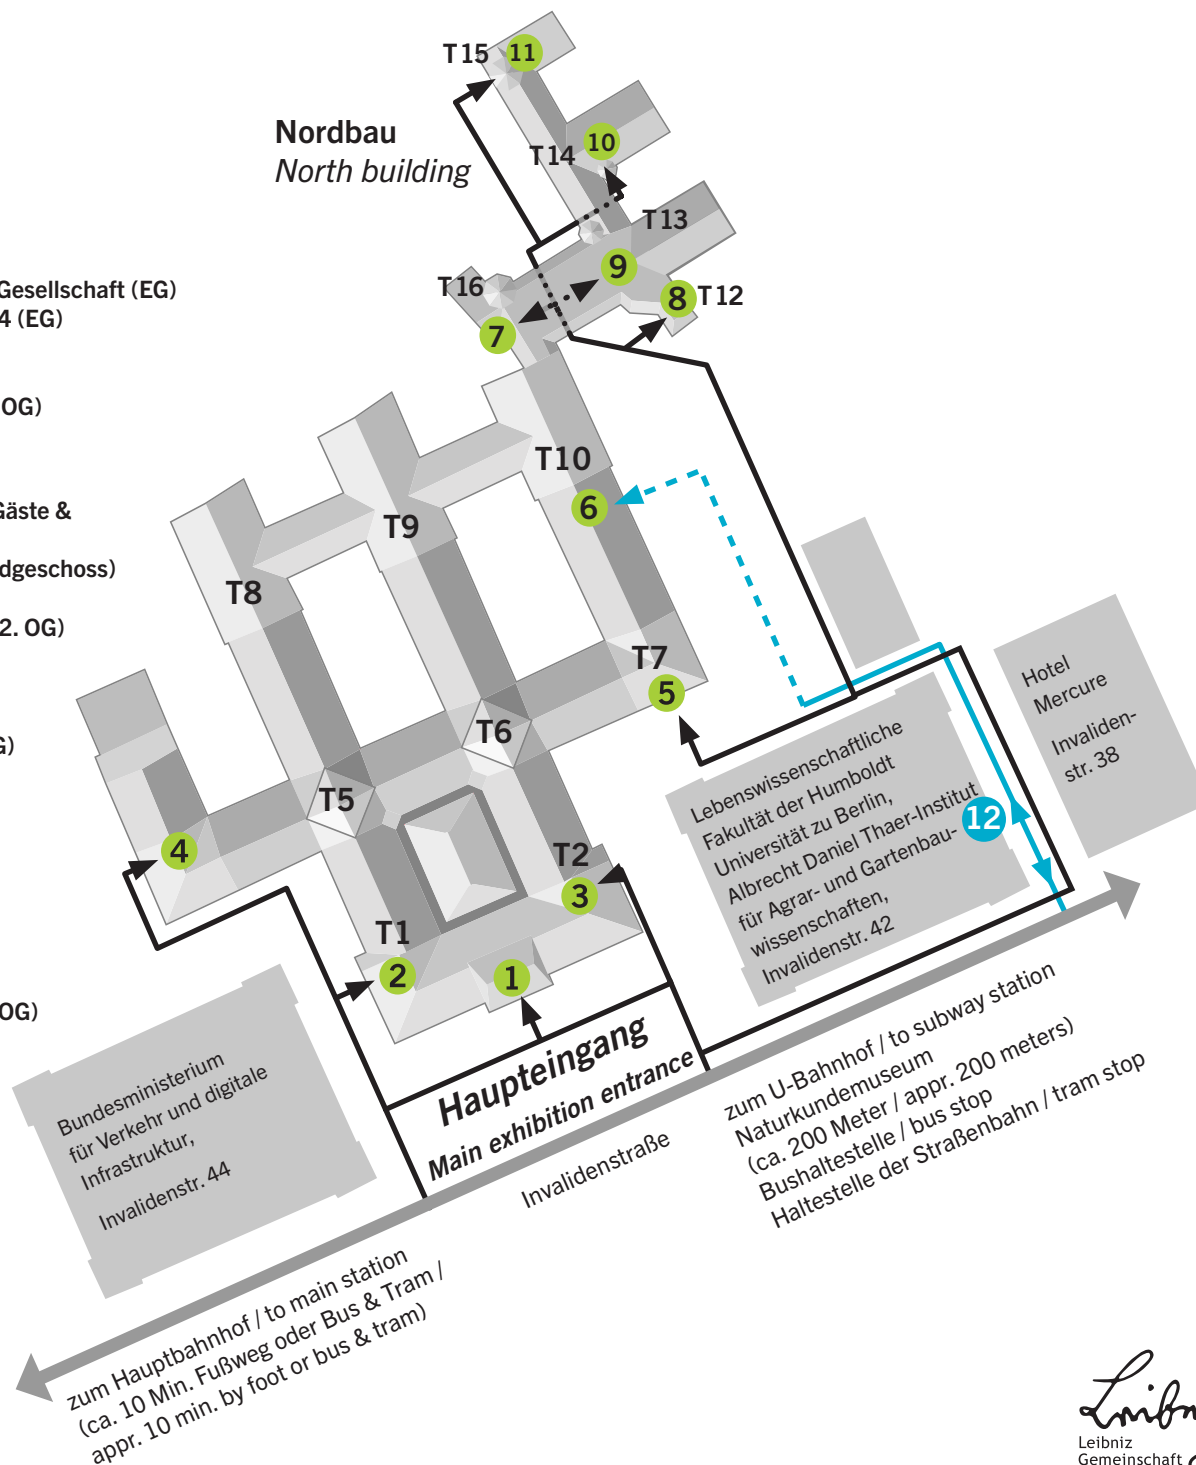 T15
11
Nordbau
North building
10
T14
T13
9
T16
8
T12
7
Gesellschaft (EG)
4 (EG)
OG)
Gäste &
dgeschoss)
2. OG)
G)
OG)
T10
6
T9
T8
T7
5
T6
T5
4
T2
3
T1
2
1
Hotel
Mercure
Invaliden-
str. 38
Lebenswissenschaftliche
Fakultät der Humboldt
Universität zu Berlin,
Albrecht Daniel Thaer-Institut
für Agrar- und Gartenbau-
wissenschaften,
Invalidenstr. 42
12
Haupteingang
Main exhibition entrance
Bundesministerium
für Verkehr und digitale
Infrastruktur,
Invalidenstr. 44
Invalidenstraße
zum U-Bahnhof / to subway station
Naturkundemuseum
(ca. 200 Meter / appr. 200 meters)
Bushaltestelle / bus stop
Haltestelle der Straßenbahn / tram stop
zum Hauptbahnhof / to main station
(ca. 10 Min. Fußweg oder Bus & Tram /
appr. 10 min. by foot or bus & tram)
Leibniz
Gemeinschaft